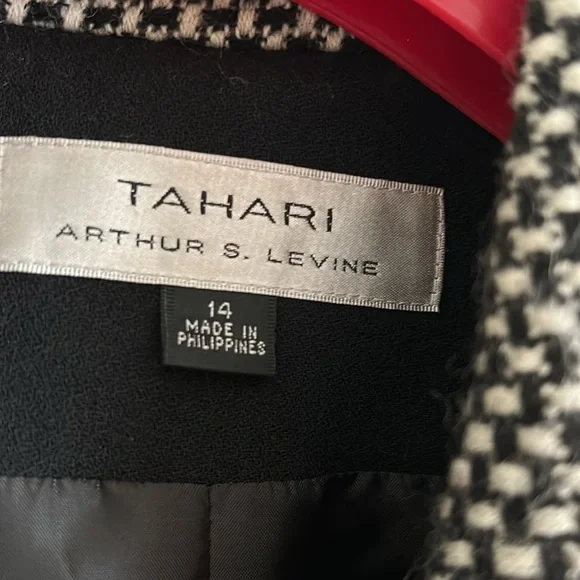 TAHARI
ARTHUR S. LEVINE
14
MADE IN
PHILIPPINES